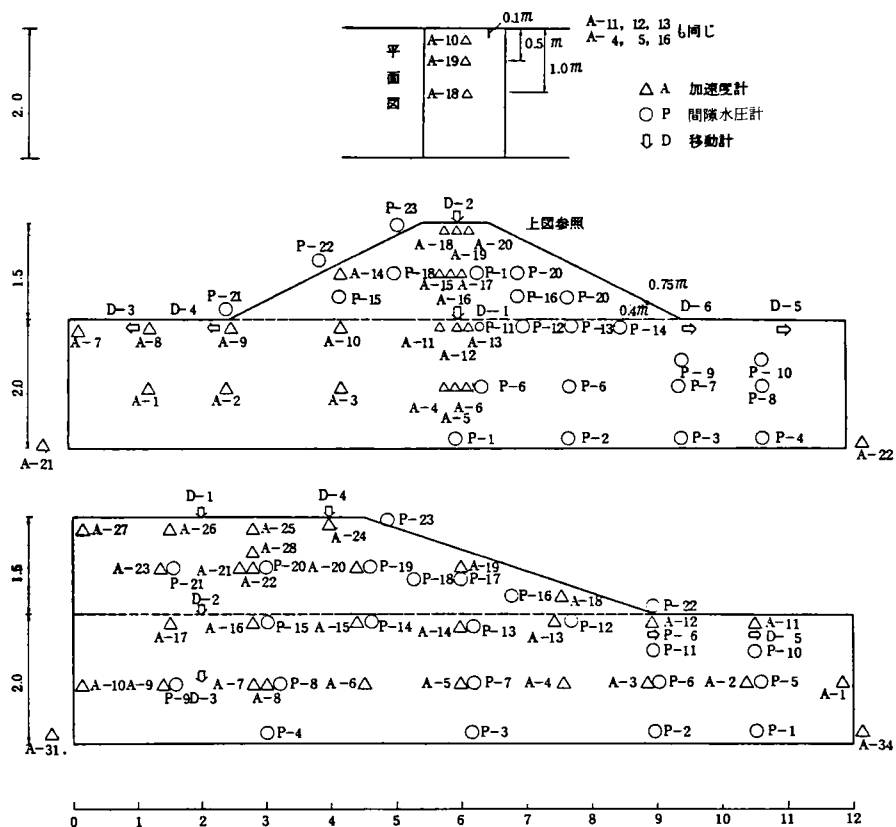 0.1m
A-11, 12, 13
A- 4, 5, 16 も同じ
A-10
0.5 m
平面図
A-19
1.0m
A-18
2.0
A 加速度計
P 間隙水圧計
D 移動計
P-23
D-2
上図参照
P-22
A-18
A-20
A-19
1.5
A-14
P-18
P-1
P-20
A-15
A-17
0.75m
P-21
P-15
A-16
P-16
P-20
D-3
D-4
D-1
0.4m
D-6
D-5
P-11
P-12
P-13
P-14
A-7
A-8
A-9
A-10
A-11
A-13
A-12
P-9
P-10
2.0
P-6
P-6
P-7
A-1
A-2
A-3
P-8
A-4
A-6
A-5
P-1
P-2
P-3
P-4
A-21
A-22
D-1
D-4
P-23
A-27
A-26
A-25
A-24
A-28
1.5
A-23
A-21
P-20
A-20
P-19
A-19
P-21
A-22
P-18
P-17
D-2
P-16
A-18
P-22
A-17
A-16
P-15
A-15
P-14
A-14
P-13
A-13
P-12
A-12
A-11
P-6
D-5
P-11
P-10
2.0
A-10
A-9
A-7
P-8
A-6
A-5
P-7
A-4
A-3
P-6
A-2
P-5
A-1
P-9
D-3
A-8
P-4
P-3
P-2
P-1
A-31.
A-34
0 1 2 3 4 5 6 7 8 9 10 11 12